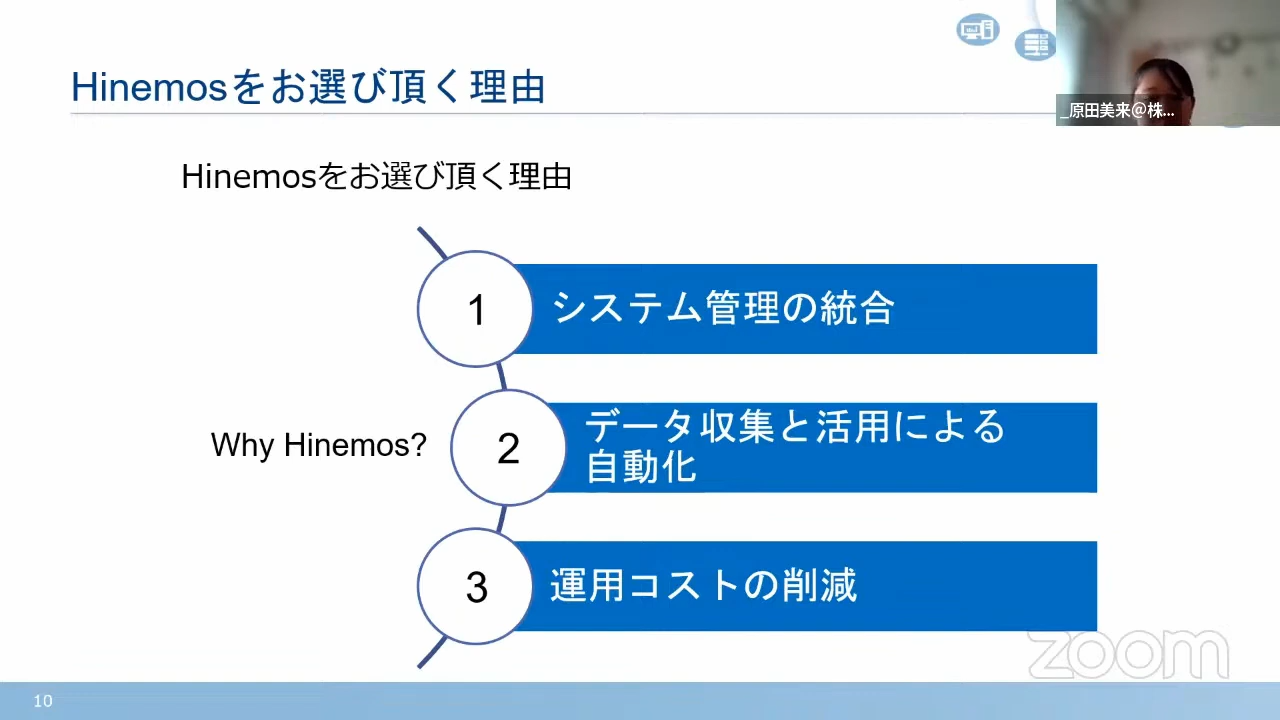 Hinemosをお選び頂く理由
_原田美来@株...
Hinemosをお選び頂く理由
1
システム管理の統合
Why Hinemos?
2
データ収集と活用による
自動化
3
運用コストの削減
zoom
10